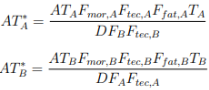 $AT_A^* = \frac{AT_A F_{mor,A} F_{tec,A} F_{fat,A} T_A}{DF_B F_{tec,B}}$
$AT_B^* = \frac{AT_B F_{mor,B} F_{tec,B} F_{fat,B} T_B}{DF_A F_{tec,A}}$